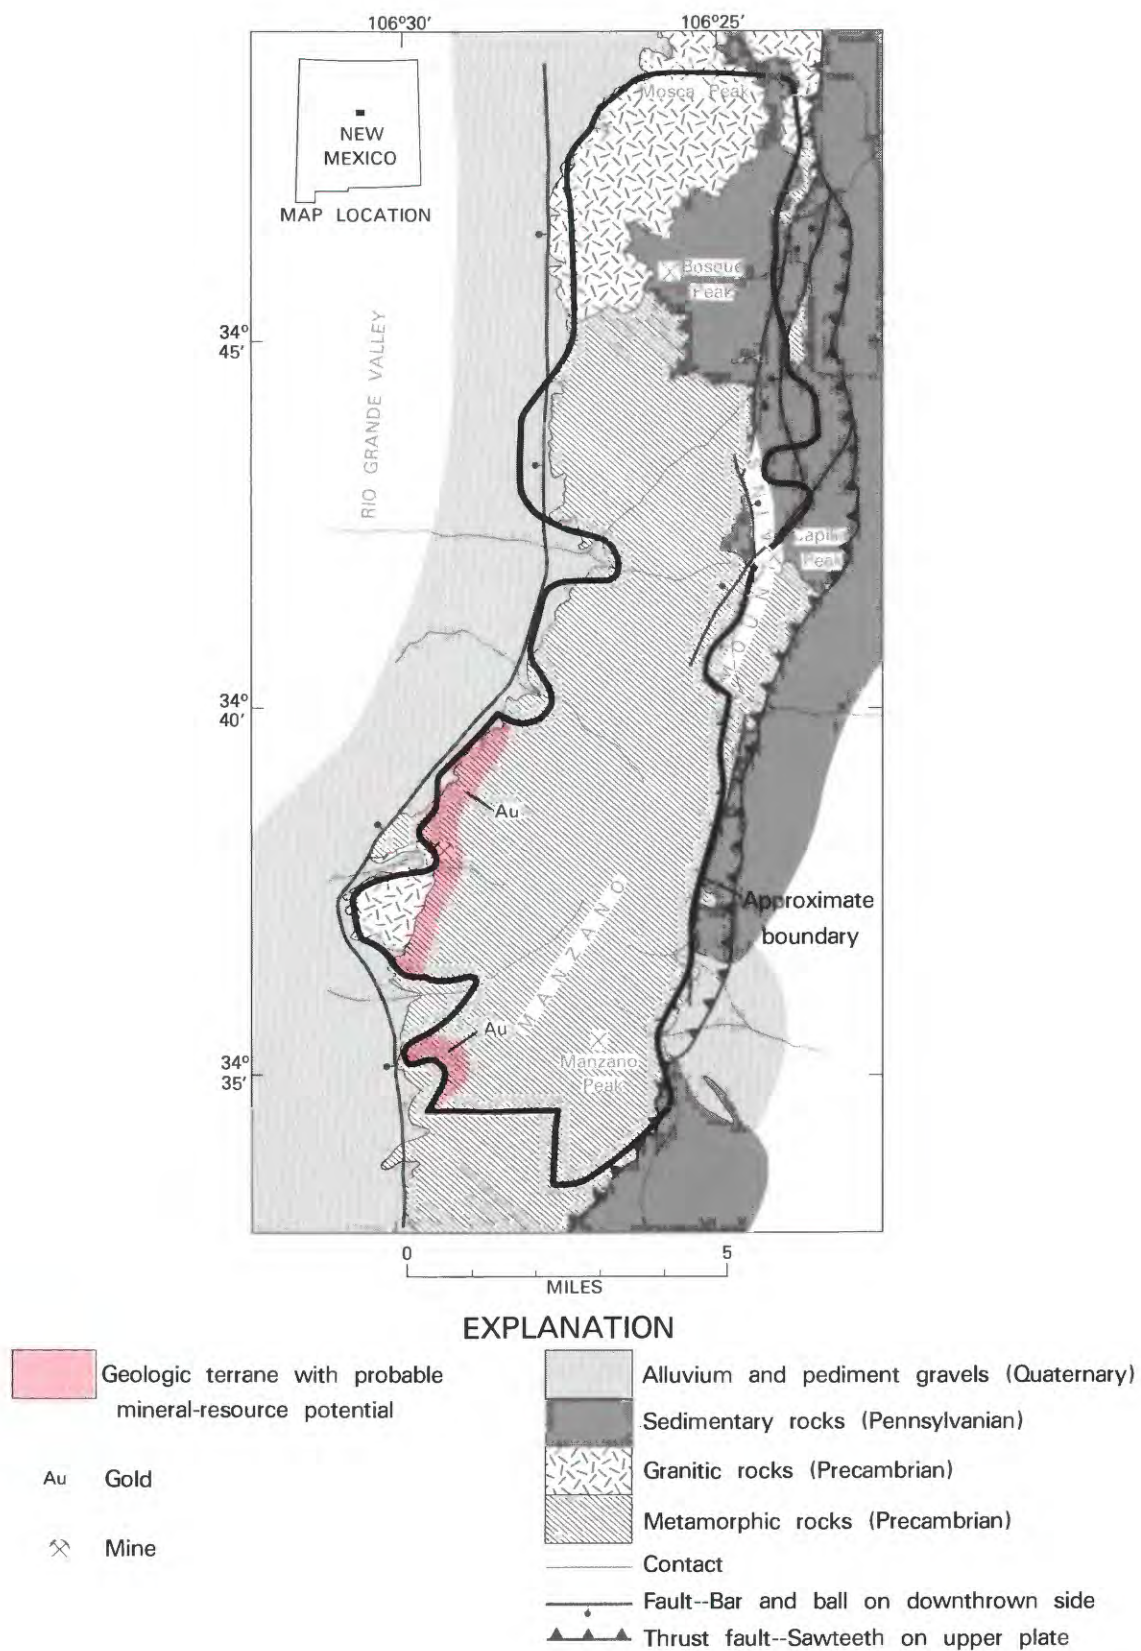 106°30'
106°25'
NEW
MEXICO
MAP LOCATION
Mosca Peak
Bosque
Peak
34°
45'
RIO GRANDE VALLEY
Capilla
Peak
34°
40'
Au
Approximate
boundary
MANZANO
MOUNTAINS
Au
Manzano
Peak
34°
35'
0
5
MILES
EXPLANATION
Geologic terrane with probable
mineral-resource potential
Au Gold
Mine
Alluvium and pediment gravels (Quaternary)
Sedimentary rocks (Pennsylvanian)
Granitic rocks (Precambrian)
Metamorphic rocks (Precambrian)
Contact
Fault--Bar and ball on downthrown side
Thrust fault--Sawteeth on upper plate